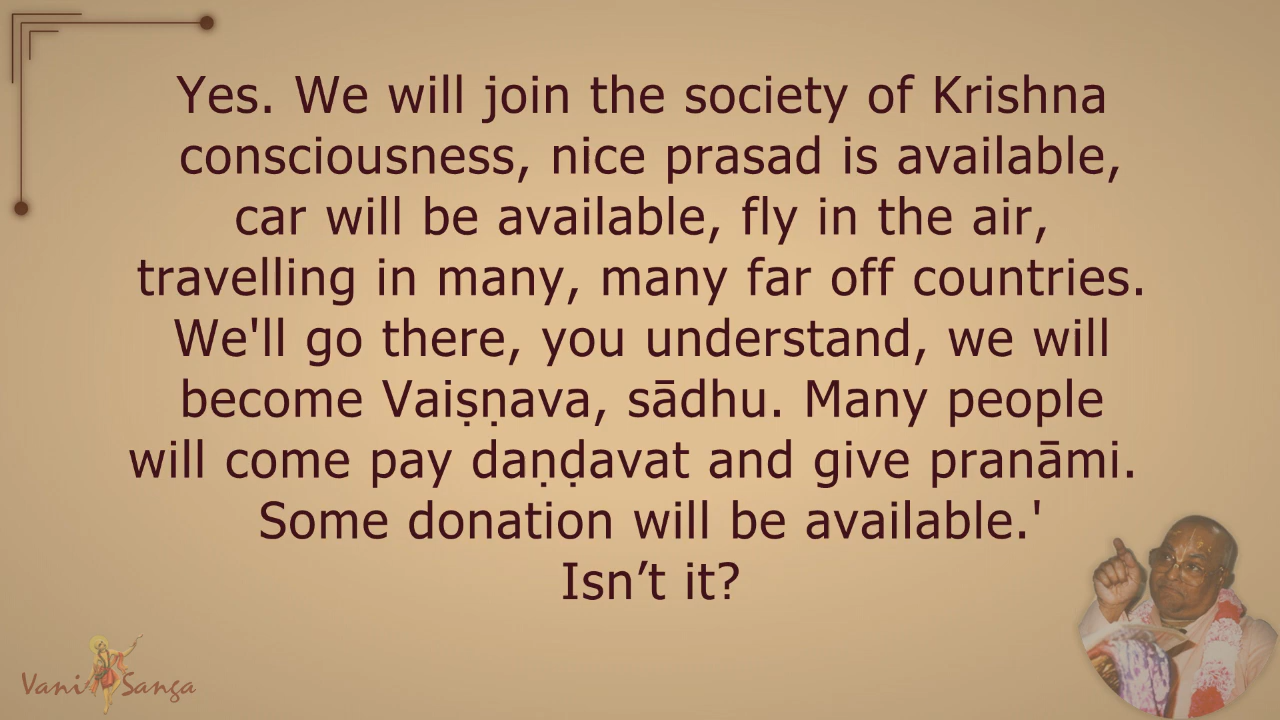 Yes. We will join the society of Krishna
consciousness, nice prasad is available,
car will be available, fly in the air,
travelling in many, many far off countries.
We'll go there, you understand, we will
become Vaiṣṇava, sādhu. Many people
will come pay daṇḍavat and give pranāmi.
Some donation will be available.'
Isn’t it?
Vani Sanga